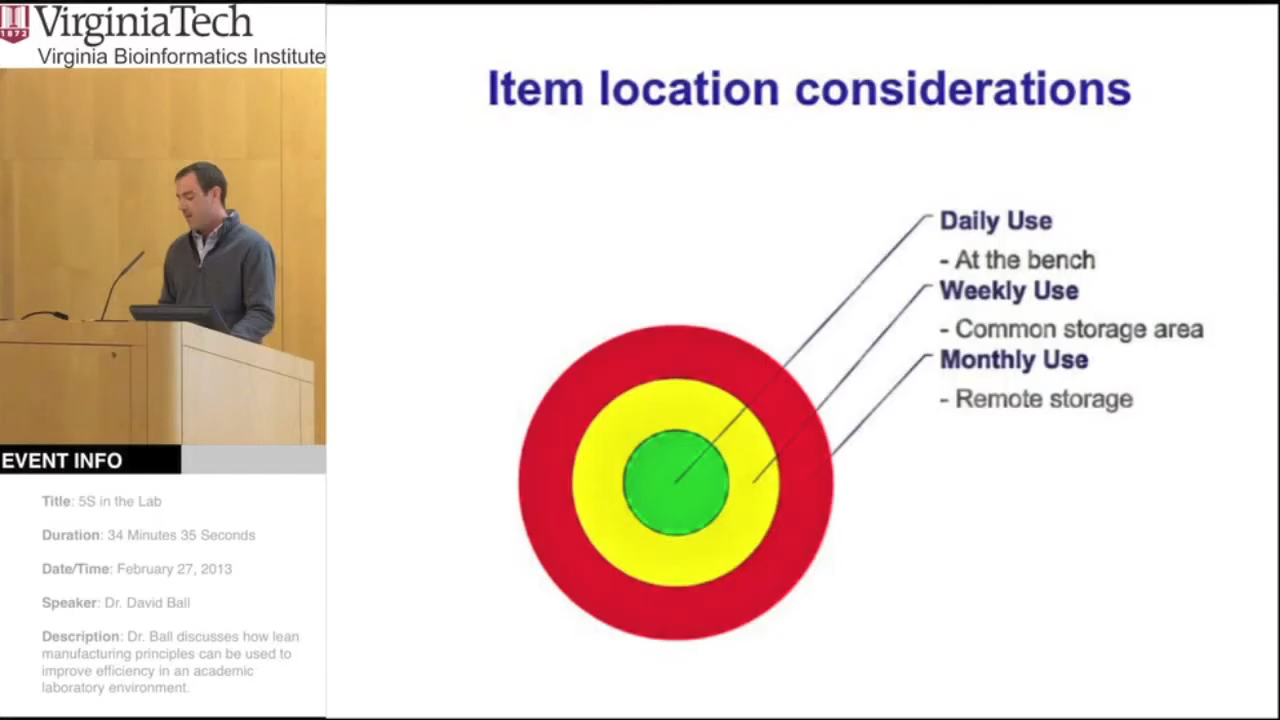 VirginiaTech
1872
Virginia Bioinformatics Institute
EVENT INFO
Title: 5S in the Lab
Duration: 34 Minutes 35 Seconds
Date/Time: February 27, 2013
Speaker: Dr. David Ball
Description: Dr. Ball discusses how lean
manufacturing principles can be used to
improve efficiency in an academic
laboratory environment.
Item location considerations
Daily Use
- At the bench
Weekly Use
- Common storage area
Monthly Use
- Remote storage